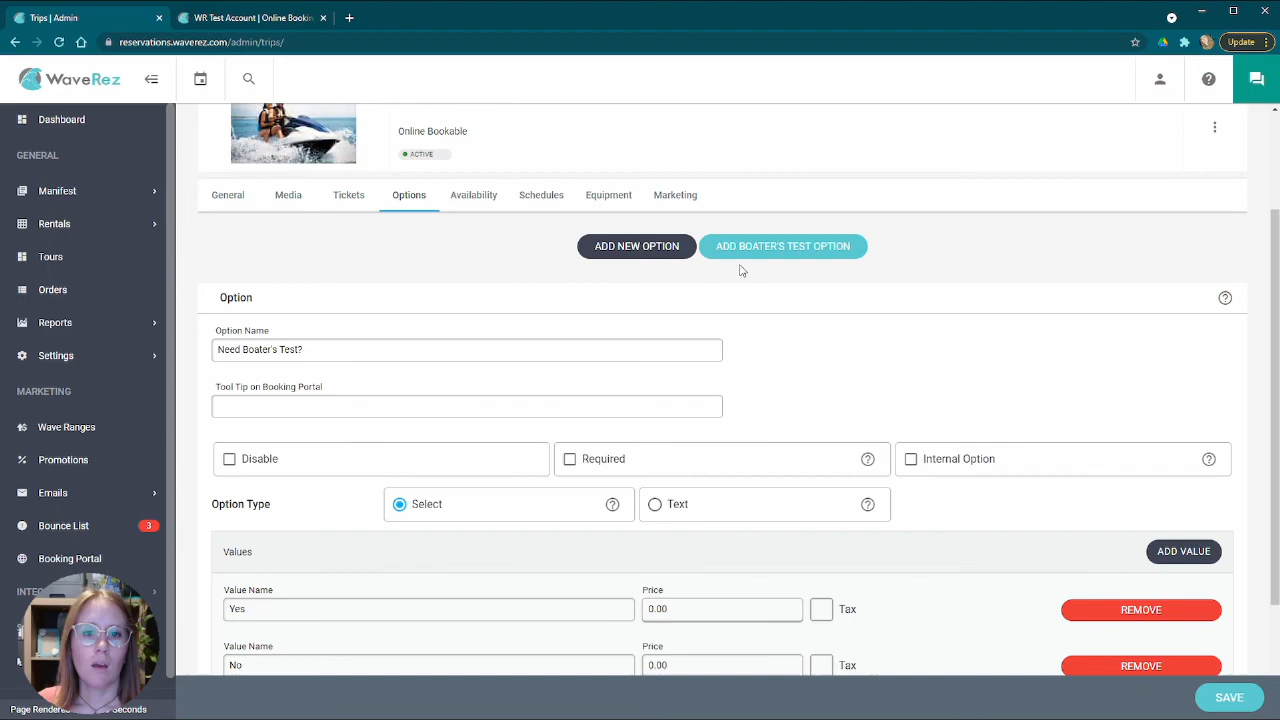 Trips | Admin
WR Test Account | Online Bookin
reservations.waverez.com/admin/trips/
Update
WaveRez
Dashboard
GENERAL
Manifest
Rentals
Tours
Orders
Reports
Settings
MARKETING
Wave Ranges
Promotions
Emails
Bounce List
3
Booking Portal
Online Bookable
ACTIVE
General
Media
Tickets
Options
Availability
Schedules
Equipment
Marketing
ADD NEW OPTION
ADD BOATER'S TEST OPTION
Option
Option Name
Need Boater's Test?
Tool Tip on Booking Portal
Disable
Required
Internal Option
Option Type
Select
Text
Values
ADD VALUE
Value Name
Price
Yes
0.00
Tax
REMOVE
Value Name
Price
No
0.00
Tax
REMOVE
SAVE